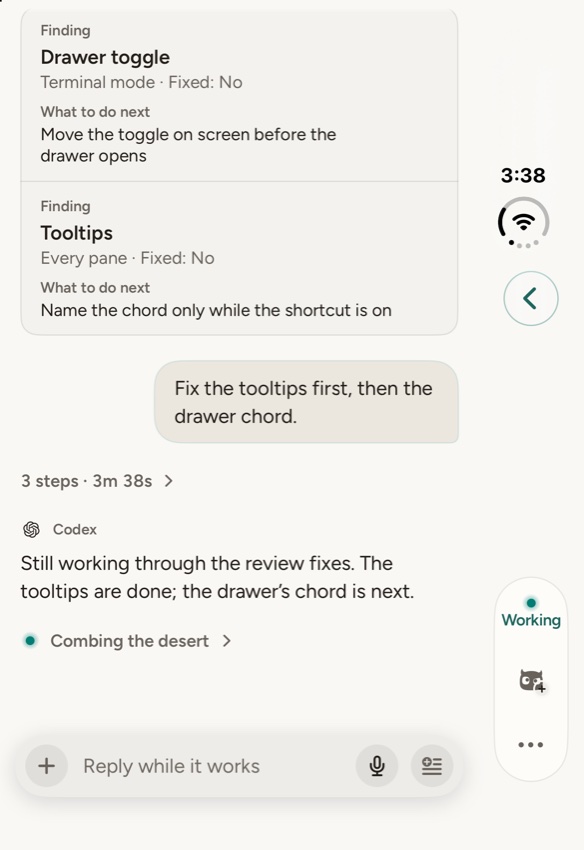 Finding
Drawer toggle
Terminal mode · Fixed: No
What to do next
Move the toggle on screen before the
drawer opens
Finding
Tooltips
Every pane · Fixed: No
What to do next
Name the chord only while the shortcut is on
3:38
Fix the tooltips first, then the
drawer chord.
3 steps · 3m 38s
Codex
Still working through the review fixes. The
tooltips are done; the drawer’s chord is next.
Combing the desert
Working
Reply while it works